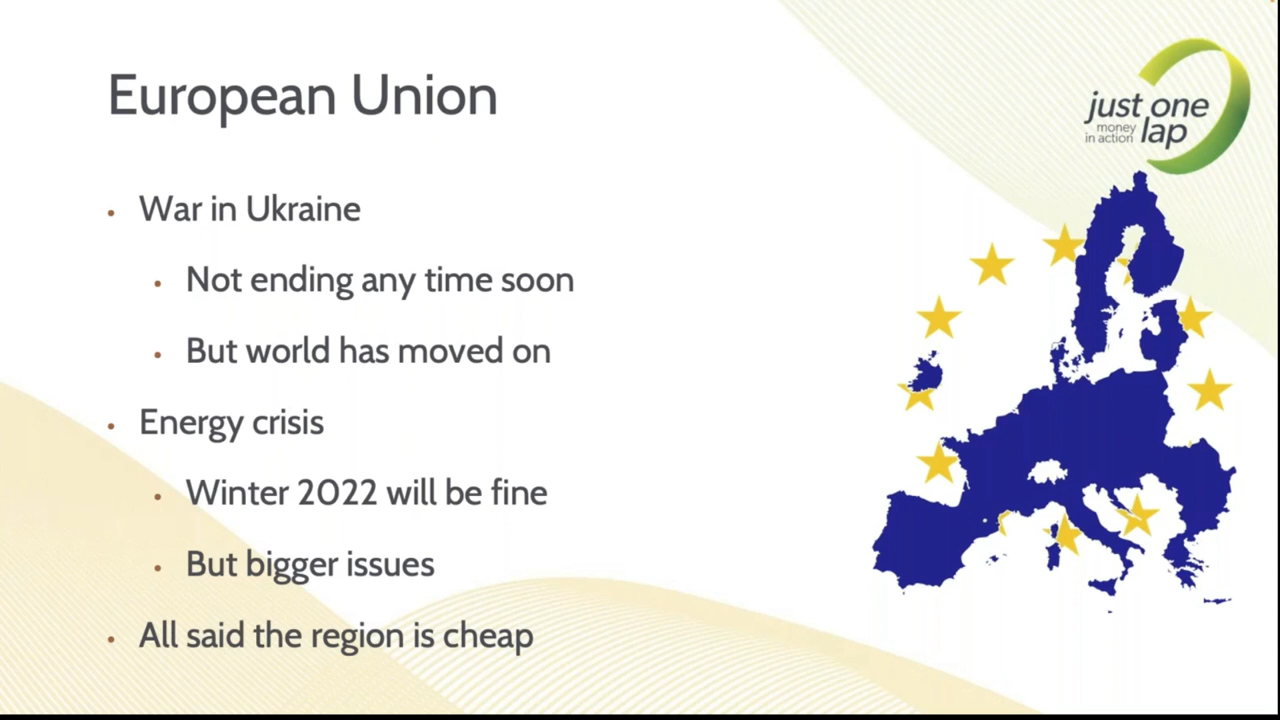 European Union
just one
money
in action lap
War in Ukraine
Not ending any time soon
But world has moved on
Energy crisis
Winter 2022 will be fine
But bigger issues
All said the region is cheap